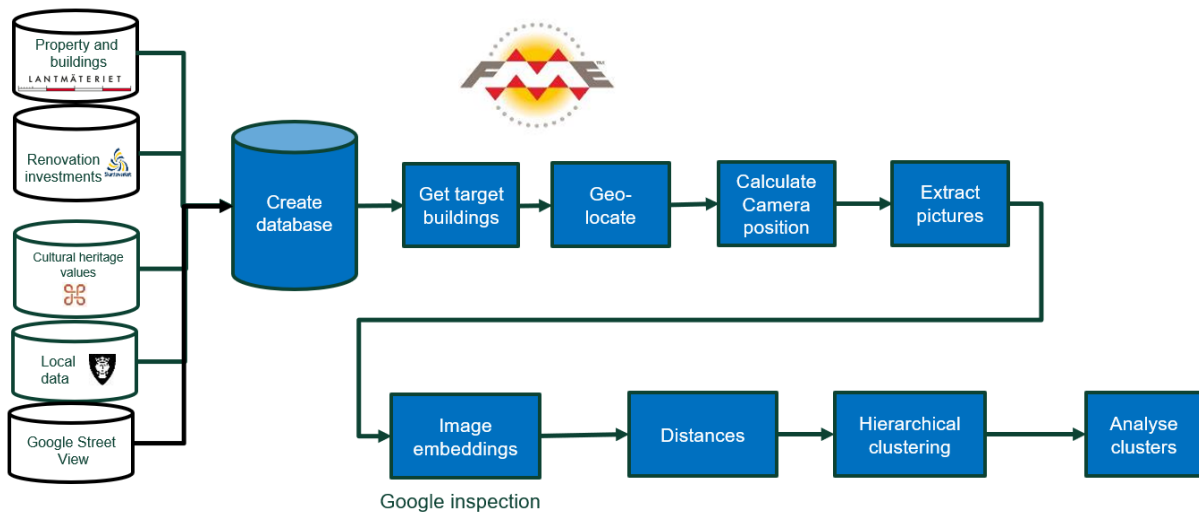 Property and
buildings
LANTMÄTERIET
Renovation
investments
Cultural heritage
values
Local
data
Google Street
View
FME
Create
database
Get target
buildings
Geo-
locate
Calculate
Camera
position
Extract
pictures
Image
embeddings
Distances
Hierarchical
clustering
Analyse
clusters
Google inspection